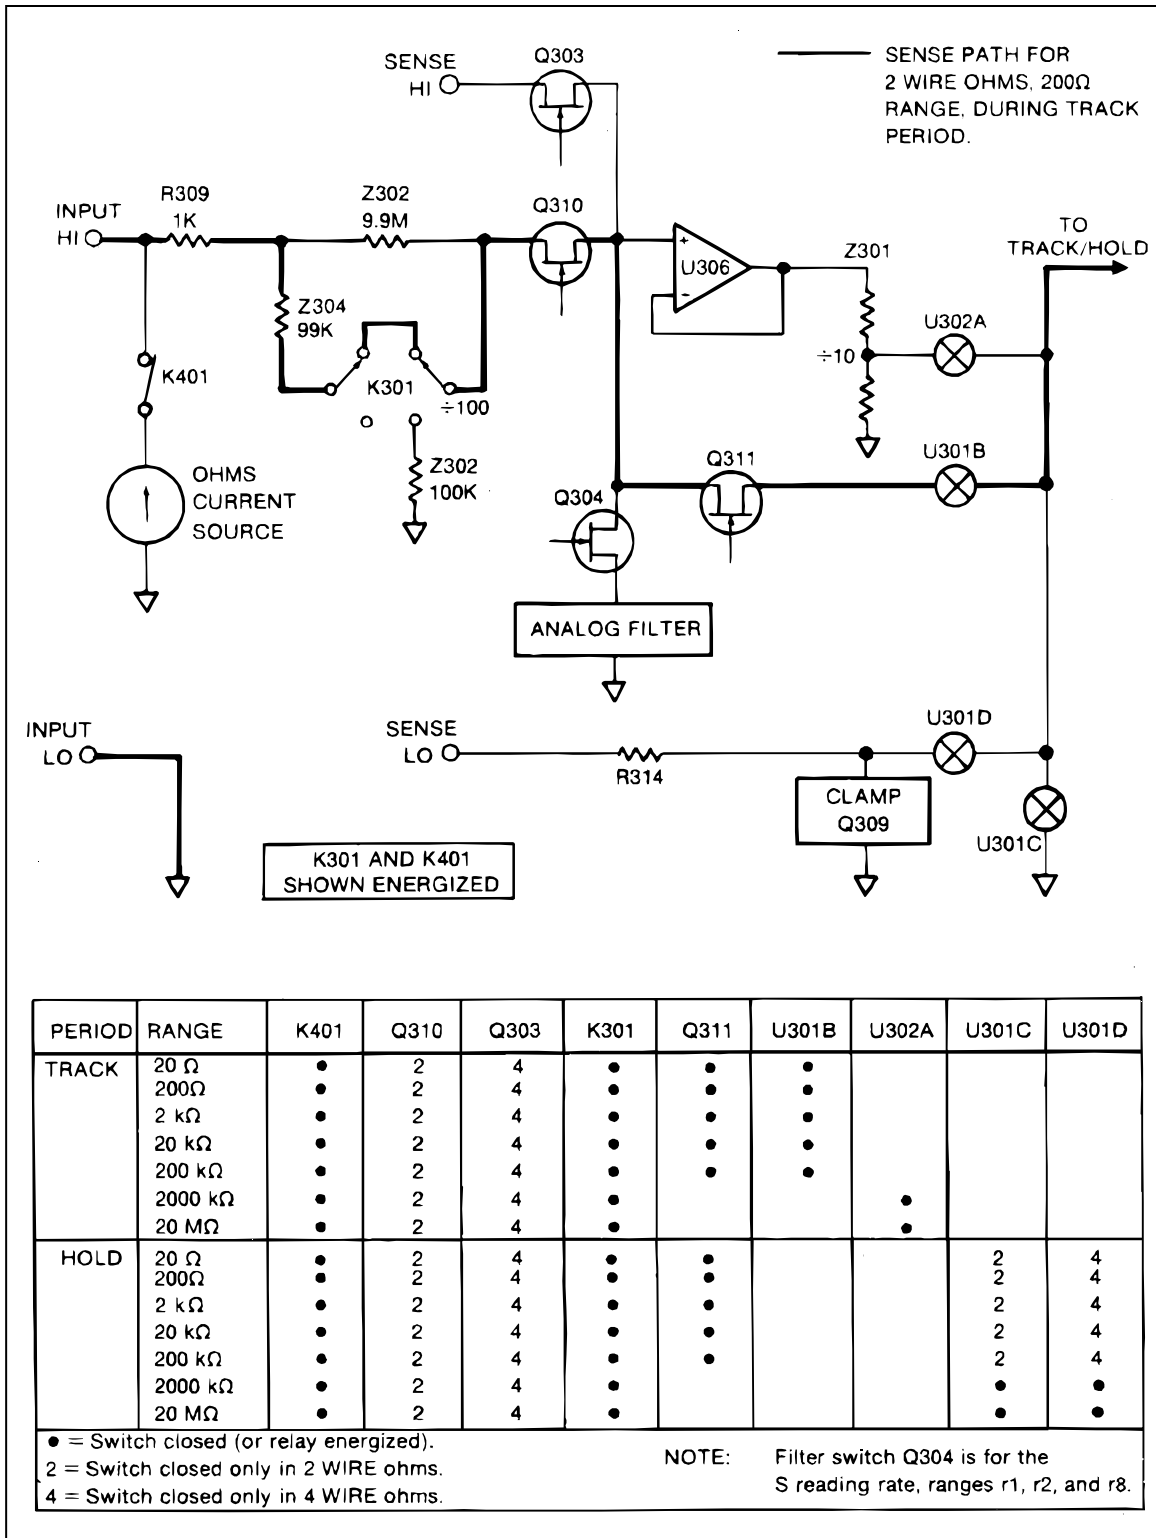 SENSE
HI
Q303
SENSE PATH FOR
2 WIRE OHMS, 200Ω
RANGE, DURING TRACK
PERIOD.
INPUT
HI
R309
1K
Z302
9.9M
Q310
U306
+
−
Z301
TO
TRACK/HOLD
Z304
99K
K301
÷100
÷10
U302A
K401
Z302
100K
Q304
Q311
U301B
OHMS
CURRENT
SOURCE
ANALOG FILTER
INPUT
LO
SENSE
LO
R314
U301D
CLAMP
Q309
U301C
K301 AND K401
SHOWN ENERGIZED
PERIOD RANGE K401 Q310 Q303 K301 Q311 U301B U302A U301C U301D
TRACK 20 Ω ● 2 4 ● ● ●
200Ω ● 2 4 ● ● ●
2 kΩ ● 2 4 ● ● ●
20 kΩ ● 2 4 ● ● ●
200 kΩ ● 2 4 ● ● ●
2000 kΩ ● 2 4 ● ●
20 MΩ ● 2 4 ● ●
HOLD 20 Ω ● 2 4 ● ● 2 4
200Ω ● 2 4 ● ● 2 4
2 kΩ ● 2 4 ● ● 2 4
20 kΩ ● 2 4 ● ● 2 4
200 kΩ ● 2 4 ● ● 2 4
2000 kΩ ● 2 4 ● ● ●
20 MΩ ● 2 4 ● ● ●
● = Switch closed (or relay energized).
2 = Switch closed only in 2 WIRE ohms.
4 = Switch closed only in 4 WIRE ohms.
NOTE: Filter switch Q304 is for the
S reading rate, ranges r1, r2, and r8.